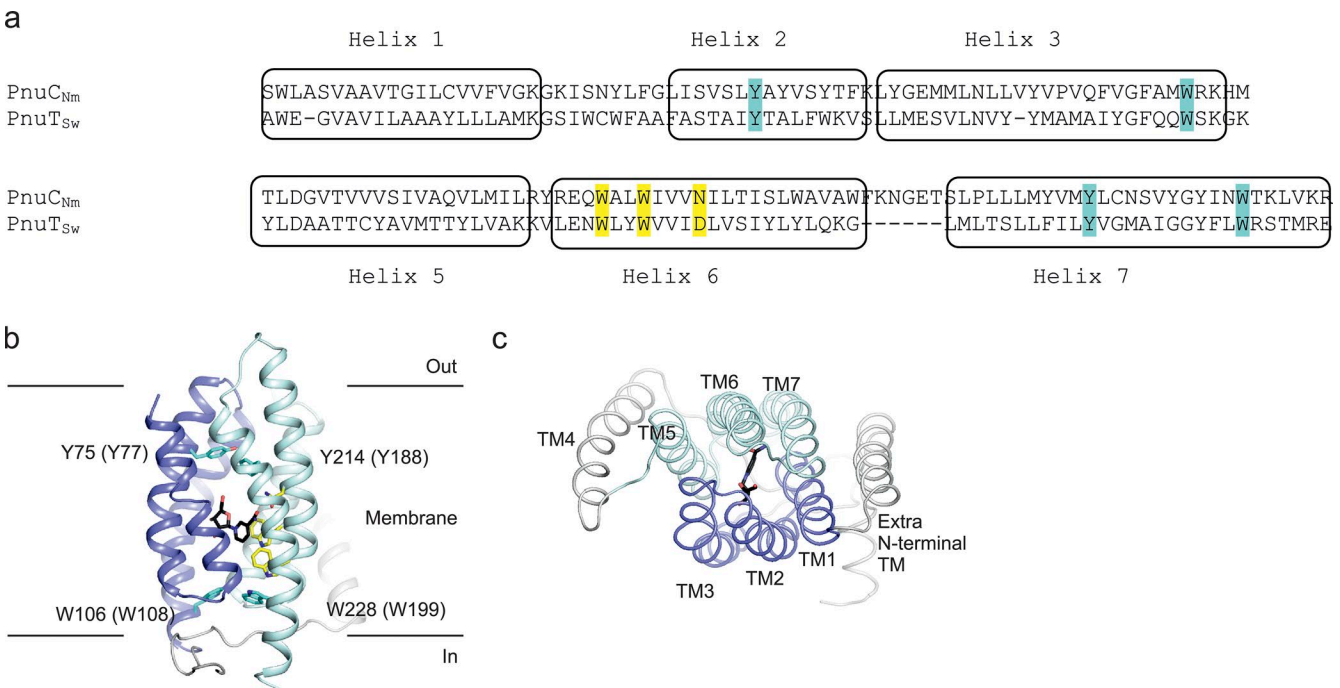 a
Helix 1 Helix 2 Helix 3
PnuCNm SWLASVAAVTGILCVVFVGKGKISNYLFGLISVSLYAYVSYTFKLYGEMMLNLLVYVPVQFVGFAMWRKHM
PnuTSw AWE-GVAVILAAAYLLLAMKGSIWCWFAAFASTAIYTALFWKVSLLMESVLNVY-YMAMAIYGFQQWSKGK
PnuCNm TLDGVTVVVSIVAQVLMILRYREQWALWIVVNILTISLWAVAWFKNGETSLPLLLMYVMYLCNSVYGYINWTKLVKR
PnuTSw YLDAATTCYAVMTTYLVAKKVLENWLYWVVIDLVSIYLYLQKG------LMLTSLLFILYVGMAIGGYFLWRSTMRE
Helix 5 Helix 6 Helix 7
b
Out
Y75 (Y77) Y214 (Y188)
Membrane
W106 (W108) W228 (W199)
In
c
TM6 TM7
TM4 TM5
Extra
N-terminal
TM
TM1
TM2
TM3